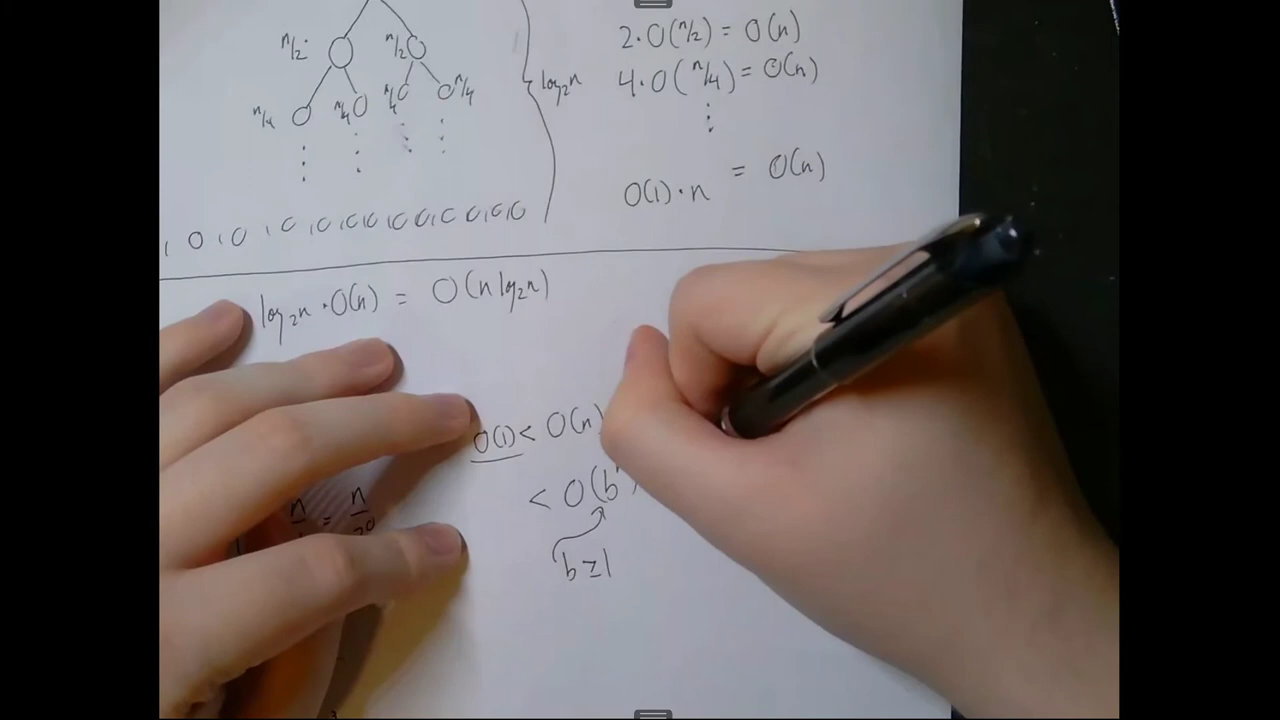 n/2 n/2
n/4 n/4 n/4 n/4
log₂n
2·O(n/2) = O(n)
4·O(n/4) = O(n)
⋮
O(1)·n = O(n)
log₂n · O(n) = O(n log₂n)
O(1) < O(n)
< O(b
b ≥ 1
n = n